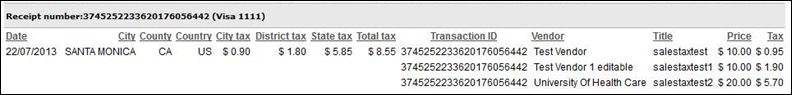 Receipt number:3745252233620176056442 (Visa 1111)
Date City County Country City tax District tax State tax Total tax Transaction ID Vendor Title Price Tax
22/07/2013 SANTA MONICA CA US $ 0.90 $ 1.80 $ 5.85 $ 8.55 3745252233620176056442 Test Vendor salestaxtest $ 10.00 $ 0.95
3745252233620176056442 Test Vendor 1 editable salestaxtest1 $ 10.00 $ 1.90
3745252233620176056442 University Of Health Care salestaxtest2 $ 20.00 $ 5.70